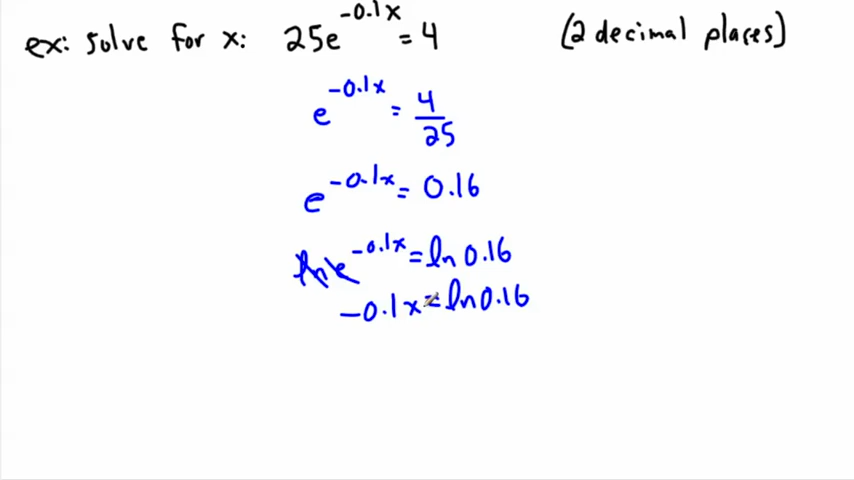 ex: solve for x: 25e^-0.1x = 4 (2 decimal places)
e^-0.1x = 4/25
e^-0.1x = 0.16
ln e^-0.1x = ln 0.16
-0.1x = ln 0.16